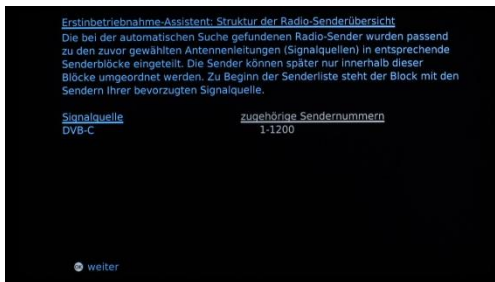 Erstinbetriebnahme-Assistent: Struktur der Radio-Senderübersicht
Die bei der automatischen Suche gefundenen Radio-Sender wurden passend
zu den zuvor gewählten Antennenleitungen (Signalquellen) in entsprechende
Senderblöcke eingeteilt. Die Sender können später nur innerhalb dieser
Blöcke umgeordnet werden. Zu Beginn der Senderliste steht der Block mit den
Sendern Ihrer bevorzugten Signalquelle.
Signalquelle zugehörige Sendernummern
DVB-C 1-1200
OK weiter